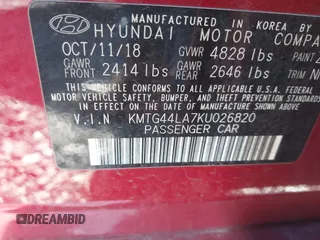 MANUFACTURED IN KOREA
HYUNDAI MOTOR COMPA
OCT/11/18 GVWR 4828 lbs PAINT
GAWR FRONT 2414 lbs GAWR REAR 2646 lbs TRIM
THIS VEHICLE CONFORMS TO ALL APPLICABLE
FEDERAL MOTOR VEHICLE SAFETY, BUMPER, AND
THEFT PREVENTION STANDARDS IN EFFECT ON
THE DATE OF MANUFACTURE SHOWN ABOVE.
V.I.N KMTG44LA7KU026820
PASSENGER CAR
AUTOBIDMASTER